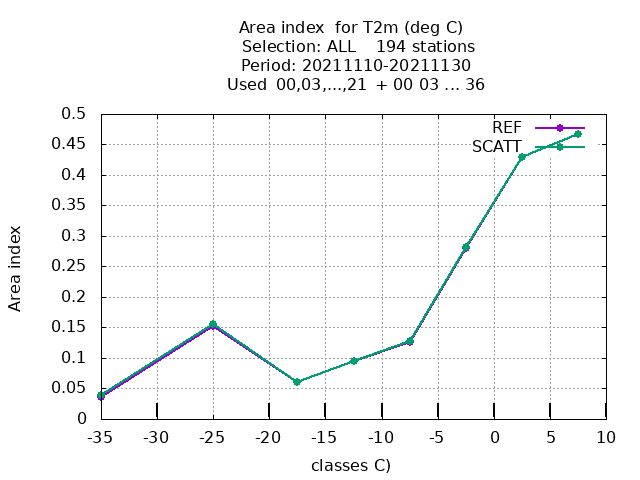 Area index  for T2m (deg C)
Selection: ALL    194 stations
Period: 20211110-20211130
Used  00,03,...,21  + 00 03 ... 36
REF
SCATT
0.5
0.45
0.4
0.35
0.3
0.25
0.2
0.15
0.1
0.05
0
Area index
-35 -30 -25 -20 -15 -10 -5 0 5 10
classes C)